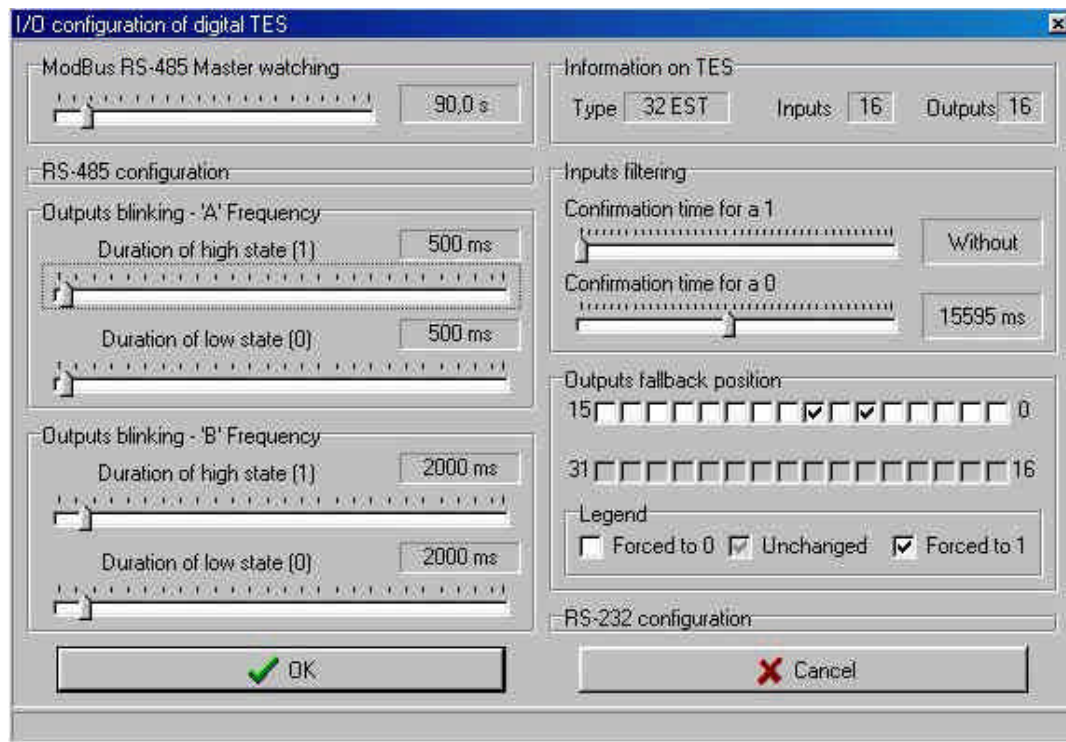 I/O configuration of digital TES
ModBus RS-485 Master watching
90,0 s
RS-485 configuration
Outputs blinking - 'A' Frequency
Duration of high state (1)
500 ms
Duration of low state (0)
500 ms
Outputs blinking - 'B' Frequency
Duration of high state (1)
2000 ms
Duration of low state (0)
2000 ms
OK
Information on TES
Type 32 EST Inputs 16 Outputs 16
Inputs filtering
Confirmation time for a 1
Without
Confirmation time for a 0
15595 ms
Outputs fallback position
15 0
31 16
Legend
Forced to 0 Unchanged Forced to 1
RS-232 configuration
Cancel